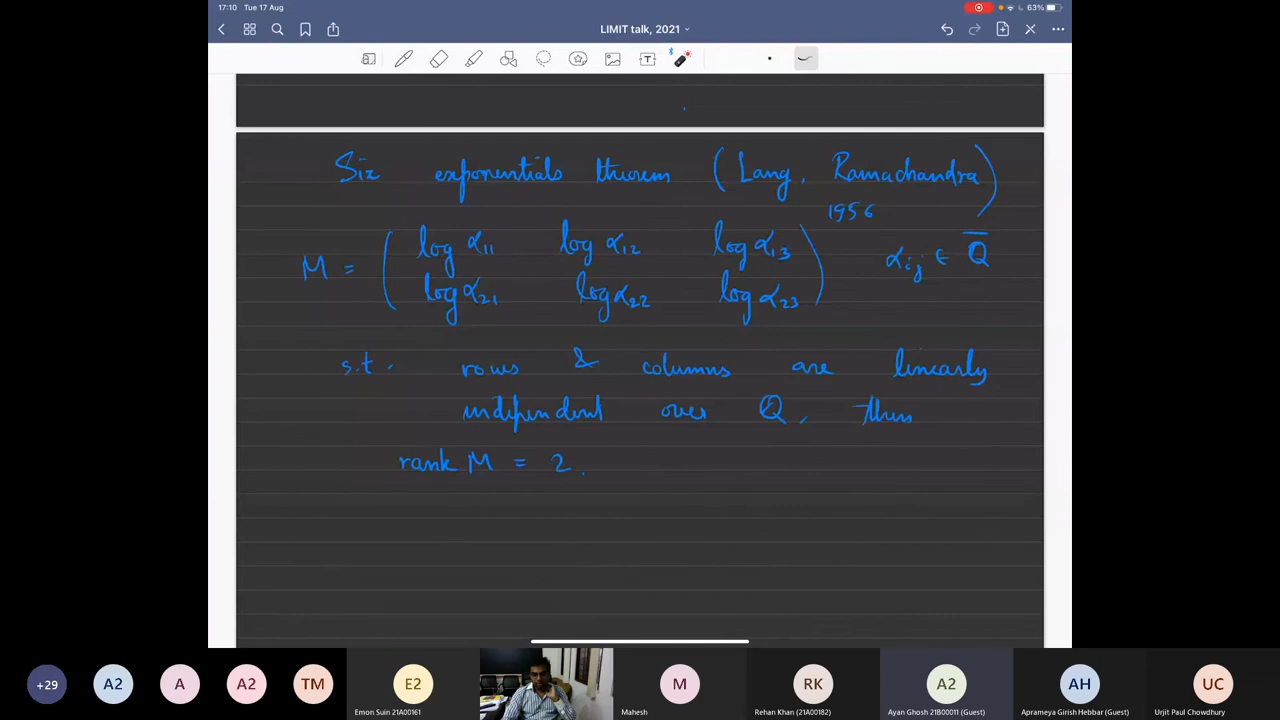 17:10 Tue 17 Aug
63%
LIMIT talk, 2021
Six exponentials theorem (Lang, Ramachandra)
1956
M = ( log α₁₁ log α₁₂ log α₁₃ ) αᵢⱼ ∈ Q̅
( log α₂₁ log α₂₂ log α₂₃ )
s.t. rows & columns are linearly
independent over Q, then
rank M = 2.
+29
A2
A
A2
TM
E2
M
RK
A2
AH
UC
Emon Suin 21A00161
Mahesh
Rehan Khan (21A00182)
Ayan Ghosh 21B00011 (Guest)
Aprameya Girish Hebbar (Guest)
Urjit Paul Chowdhury